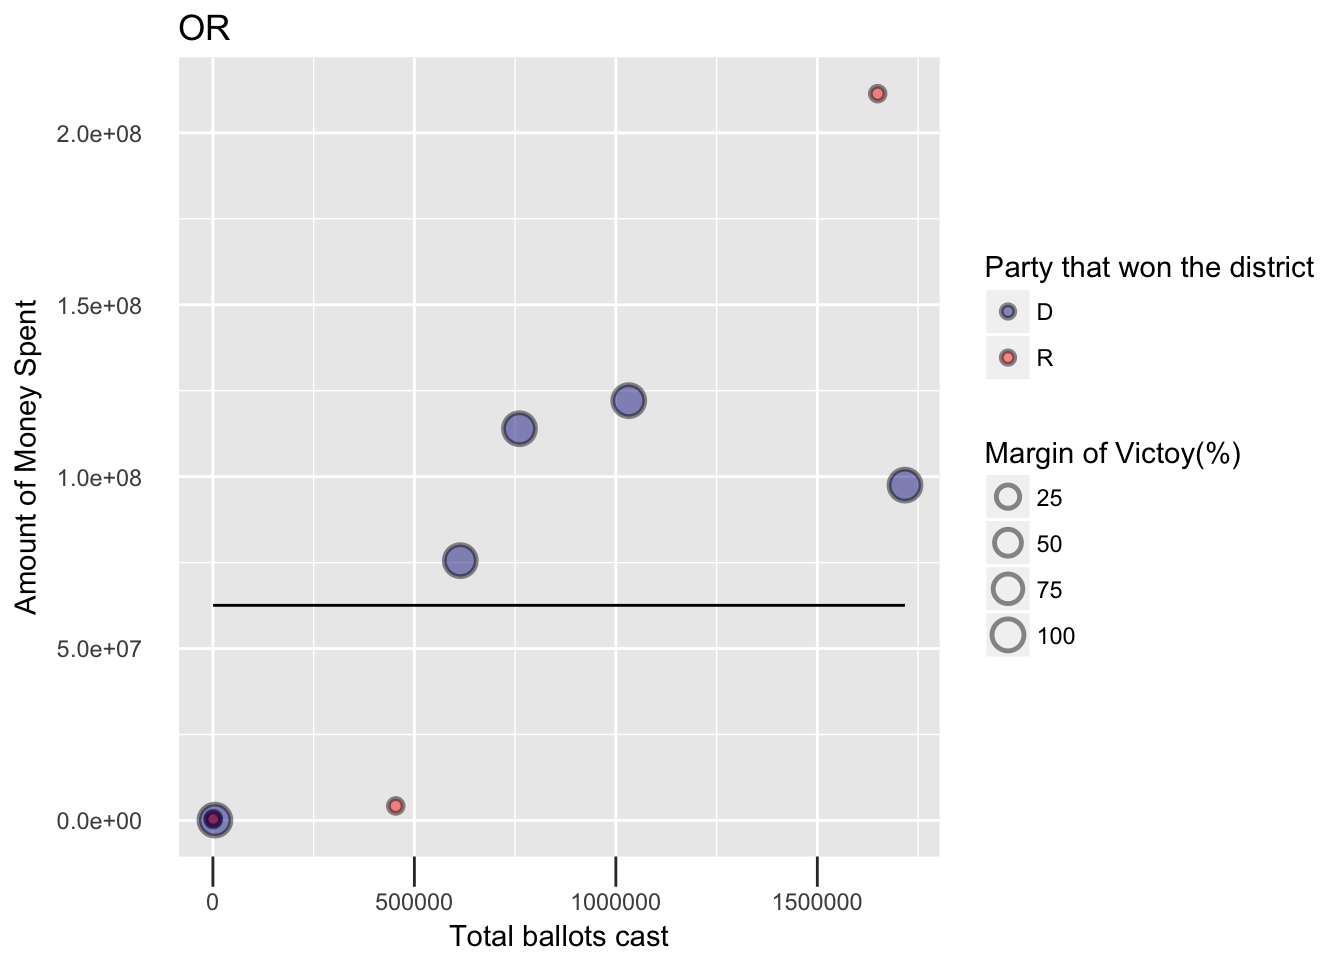 OR
2.0e+08
1.5e+08
1.0e+08
5.0e+07
0.0e+00
Amount of Money Spent
0
500000
1000000
1500000
Total ballots cast
Party that won the district
D
R
Margin of Victoy(%)
25
50
75
100